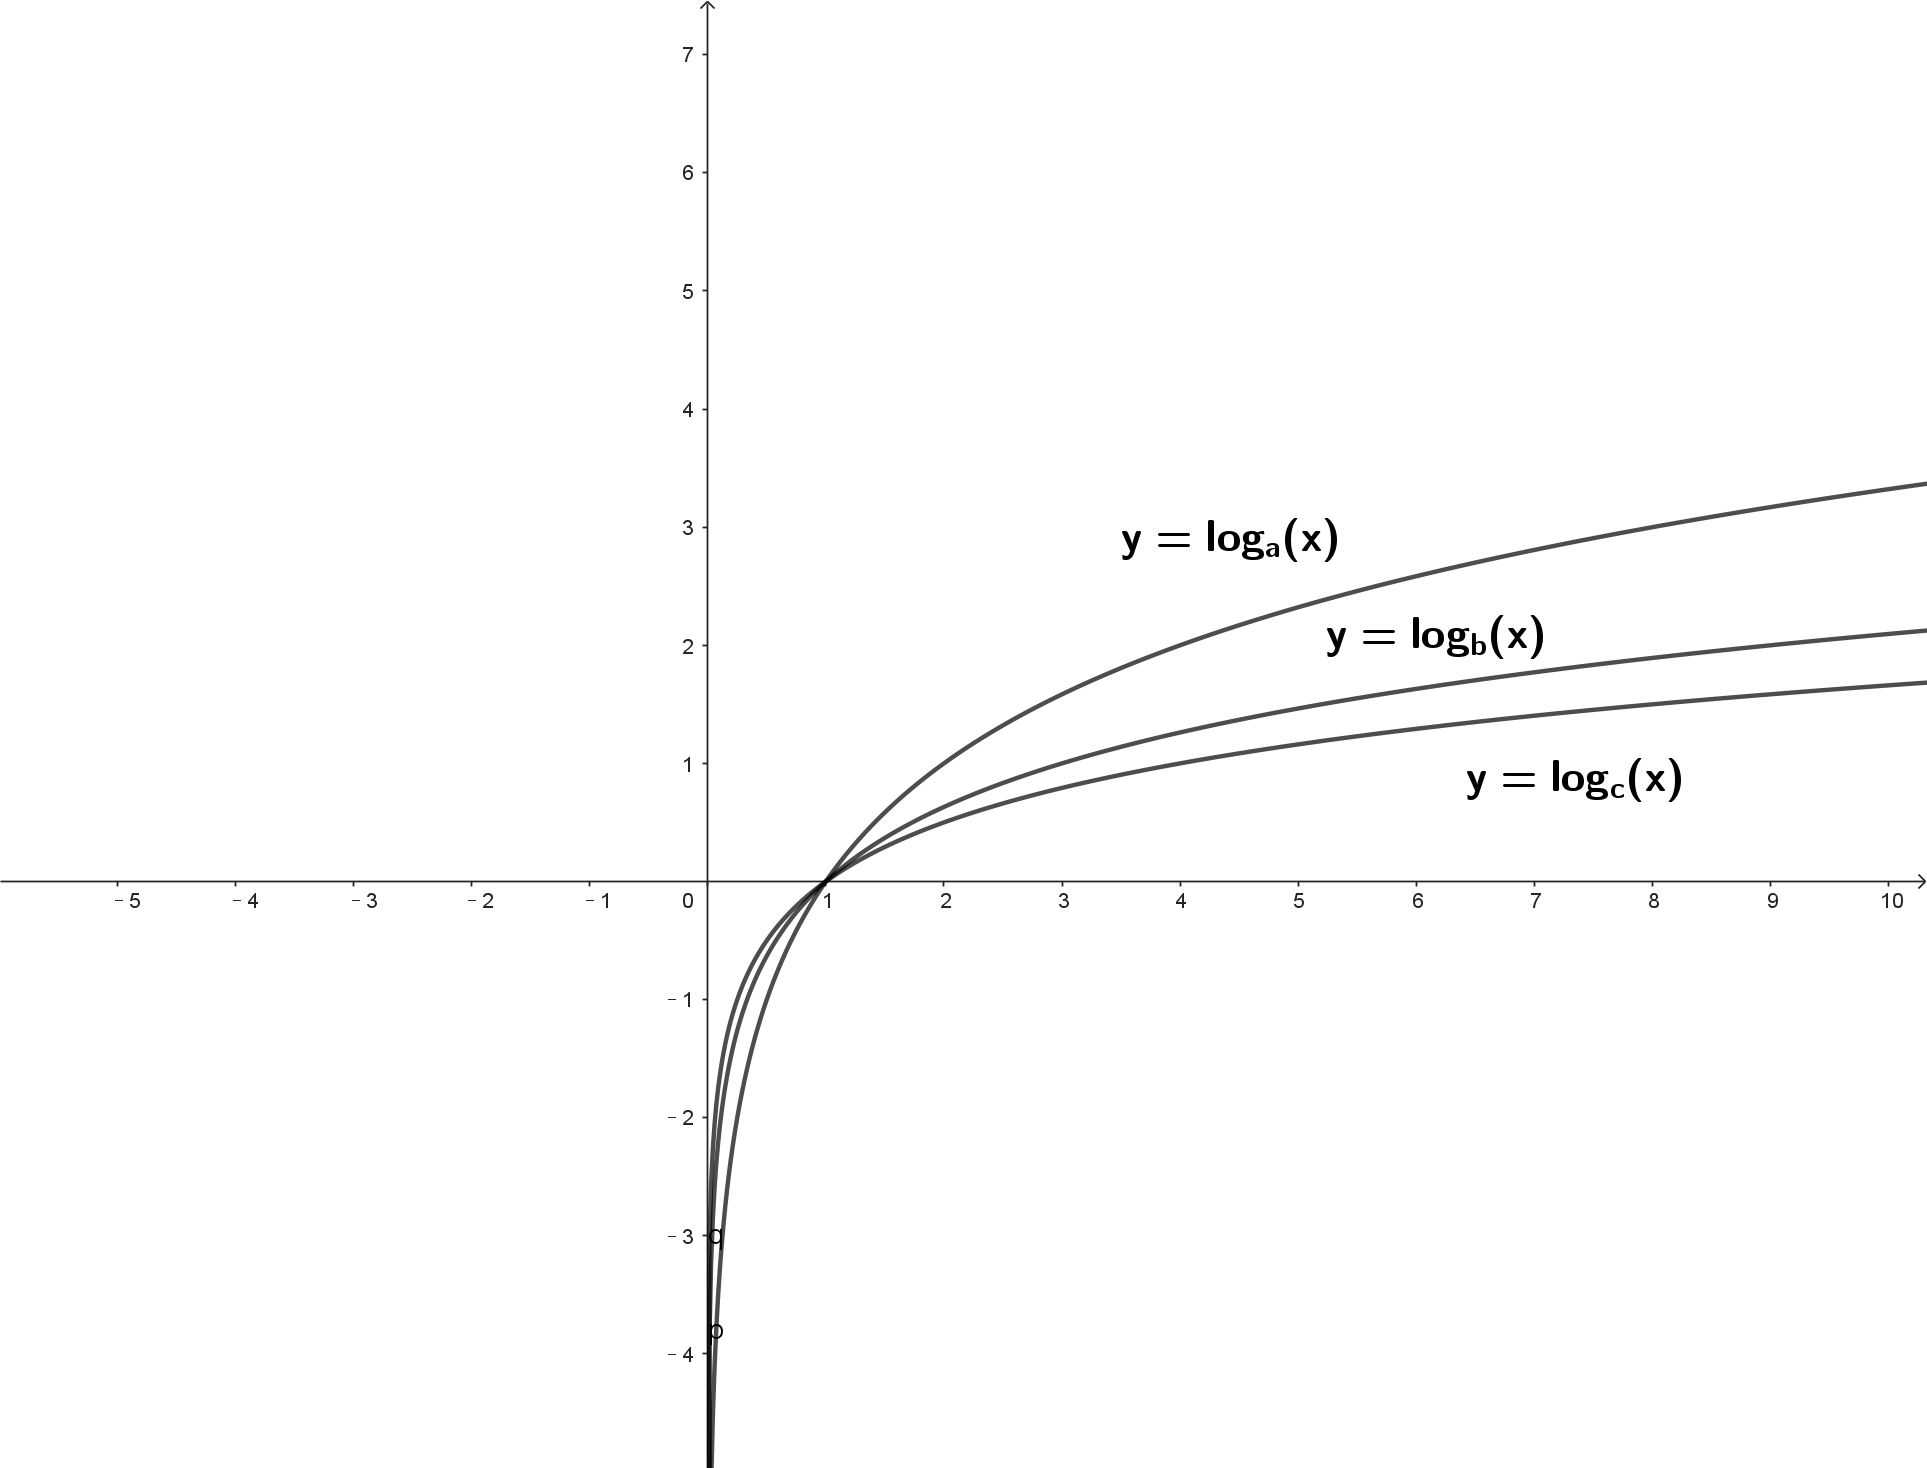 7
6
5
4
3
y = logₐ(x)
2
y = log_b(x)
1
y = log_c(x)
– 5 – 4 – 3 – 2 – 1 0 1 2 3 4 5 6 7 8 9 10
– 1
– 2
– 3 q
p
– 4